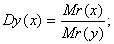 Dy(x) = Mr(x)/Mr(y);